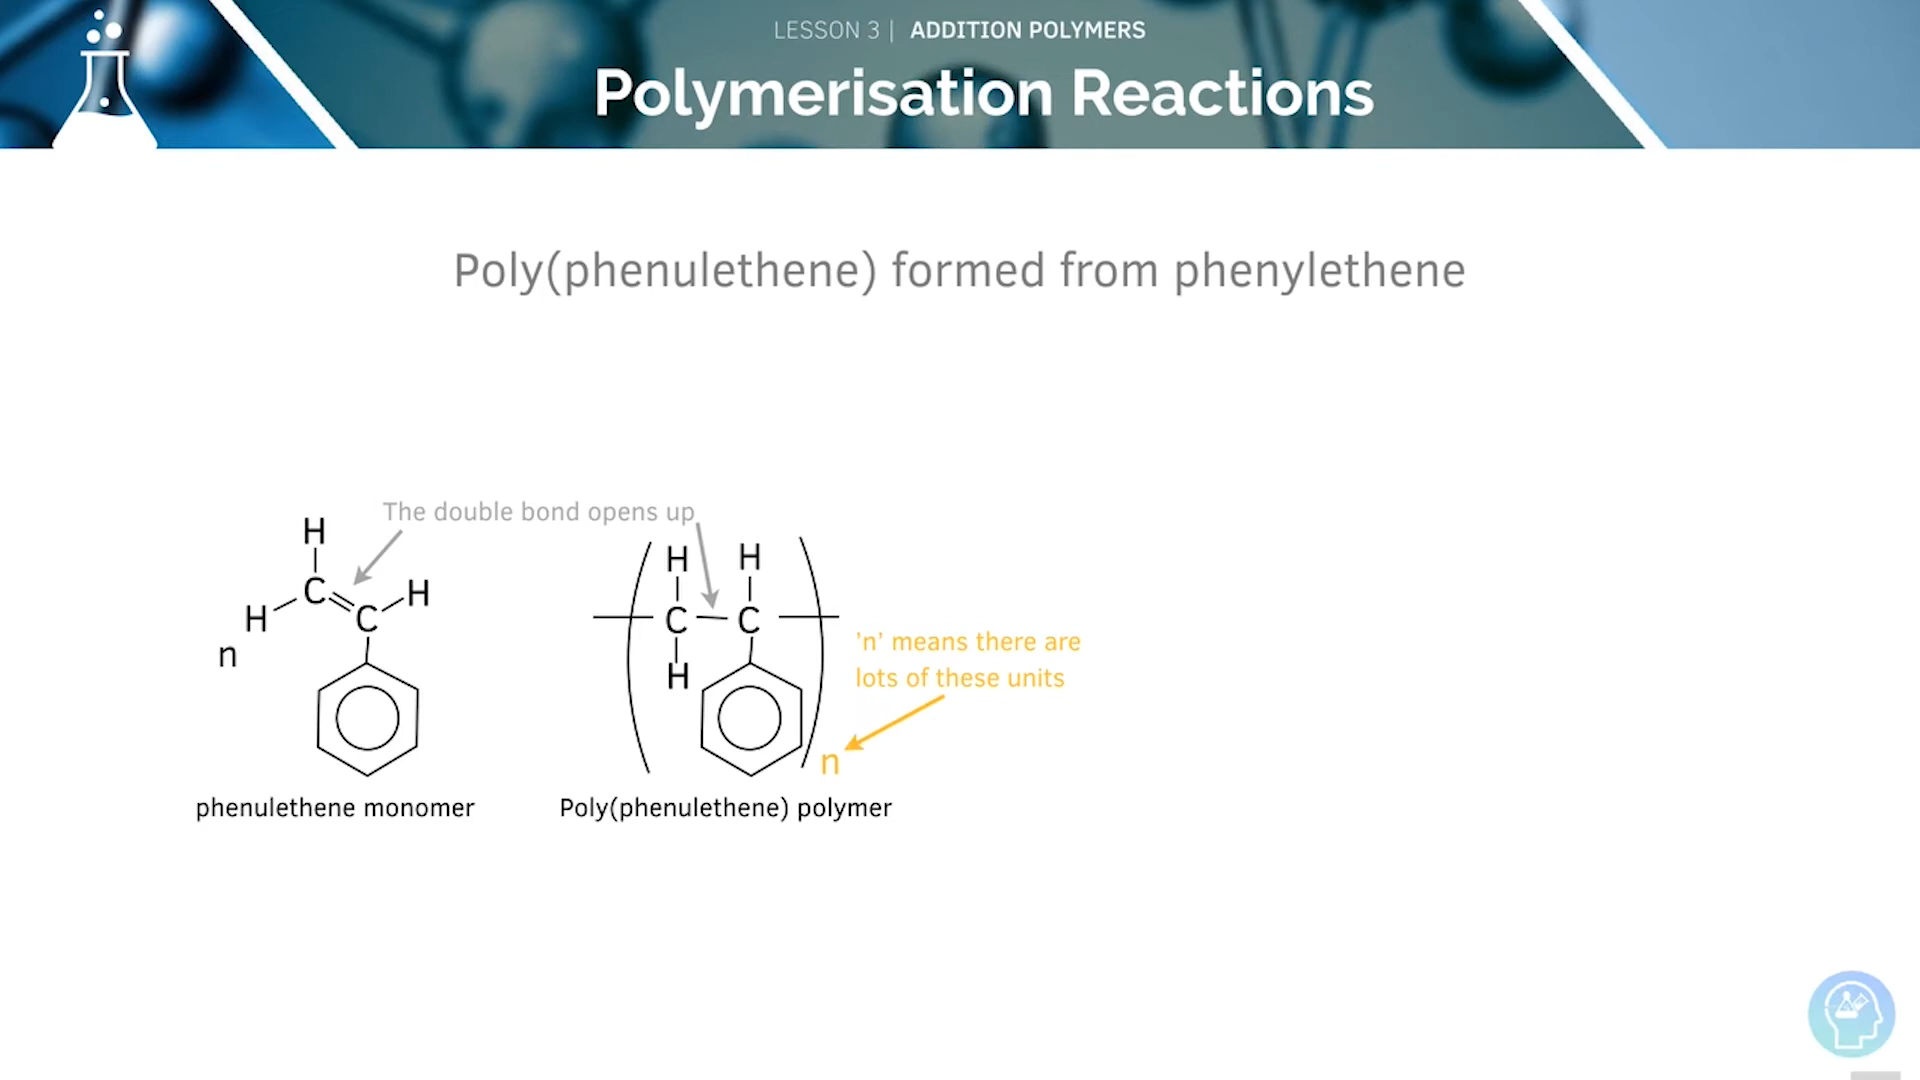 LESSON 3 | ADDITION POLYMERS
Polymerisation Reactions
Poly(phenulethene) formed from phenylethene
The double bond opens up
H
H
H
C
H
H
C
C
C
n
H
'n' means there are
lots of these units
n
phenulethene monomer
Poly(phenulethene) polymer